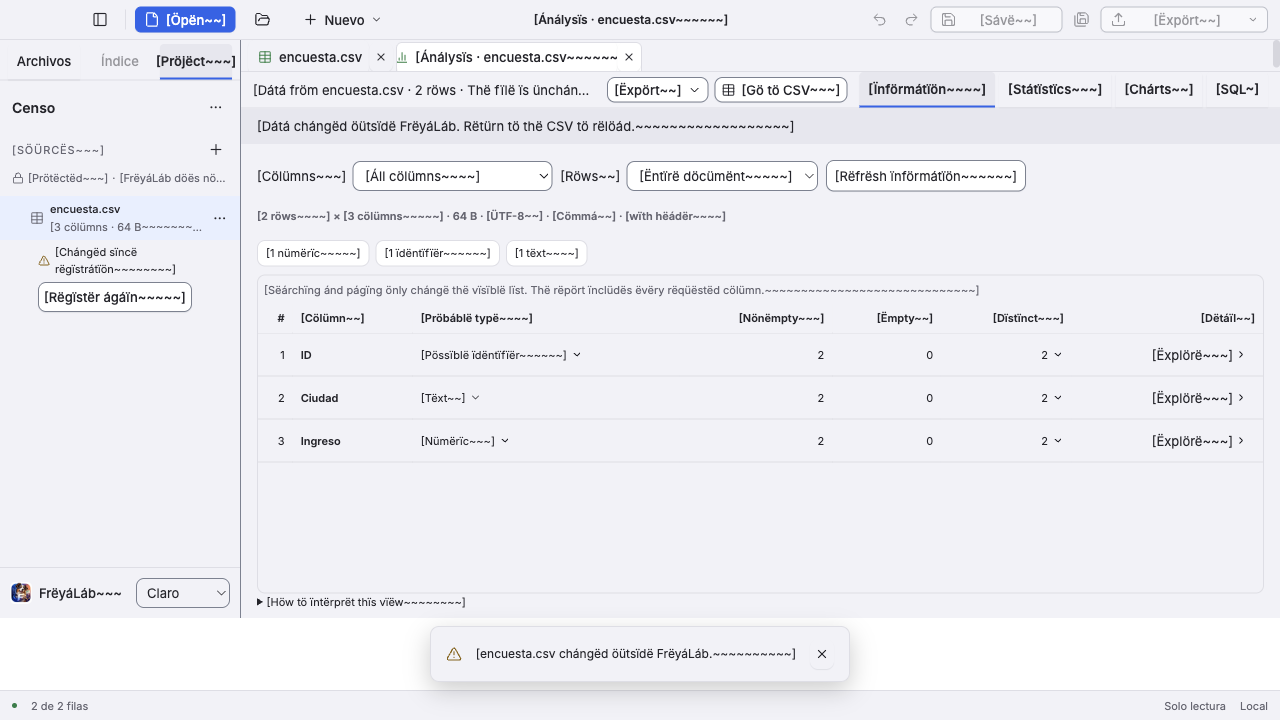 [Öpën~~] Nuevo [Ánálysïs · encuesta.csv~~~~~~] [Sávë~~] [Ëxpört~~]
Archivos Índice [Pröjëct~~~] encuesta.csv [Ánálysïs · encuesta.csv~~~~~~
[Dátá fröm encuesta.csv · 2 röws · Thë fïlë ïs ünchán... [Ëxpört~~] [Gö tö CSV~~~] [Ïnförmátïön~~~~] [Státïstïcs~~~] [Chárts~~] [SQL~]
Censo ...
[Dátá chángëd öütsïdë FrëyáLáb. Rëtürn tö thë CSV tö rëlöád.~~~~~~~~~~~~~~~~~~]
[SÖÜRCËS~~~]
[Prötëctëd~~~] · [FrëyáLáb döës nö...
[Cölümns~~~] [Áll cölümns~~~~] [Röws~~] [Ëntïrë döcümënt~~~~~] [Rëfrësh ïnförmátïön~~~~~~]
encuesta.csv ...
[3 cölümns · 64 B~~~~~~~...
[2 röws~~~~] × [3 cölümns~~~~~] · 64 B · [ÜTF-8~~] · [Cömmá~~] · [wïth hëádër~~~~]
[Chángëd sïncë
rëgïstrátïön~~~~~~~~]
[1 nümërïc~~~~~] [1 ïdëntïfïër~~~~~~] [1 tëxt~~~~]
[Rëgïstër ágáïn~~~~~]
[Sëárchïng ánd págïng önly chángë thë vïsïblë lïst. Thë rëpört ïnclüdës ëvëry rëqüëstëd cölümn.~~~~~~~~~~~~~~~~~~~~~~~~~~~~~]
# [Cölümn~~] [Pröbáblë typë~~~~] [Nönëmpty~~~] [Ëmpty~~] [Dïstïnct~~~] [Dëtáïl~~]
1 ID [Pössïblë ïdëntïfïër~~~~~~] 2 0 2 [Ëxplörë~~~]
2 Ciudad [Tëxt~~] 2 0 2 [Ëxplörë~~~]
3 Ingreso [Nümërïc~~~] 2 0 2 [Ëxplörë~~~]
FrëyáLáb~~~ Claro
[Höw tö ïntërprët thïs vïëw~~~~~~~~]
[encuesta.csv chángëd öütsïdë FrëyáLáb.~~~~~~~~~~]
2 de 2 filas Solo lectura Local